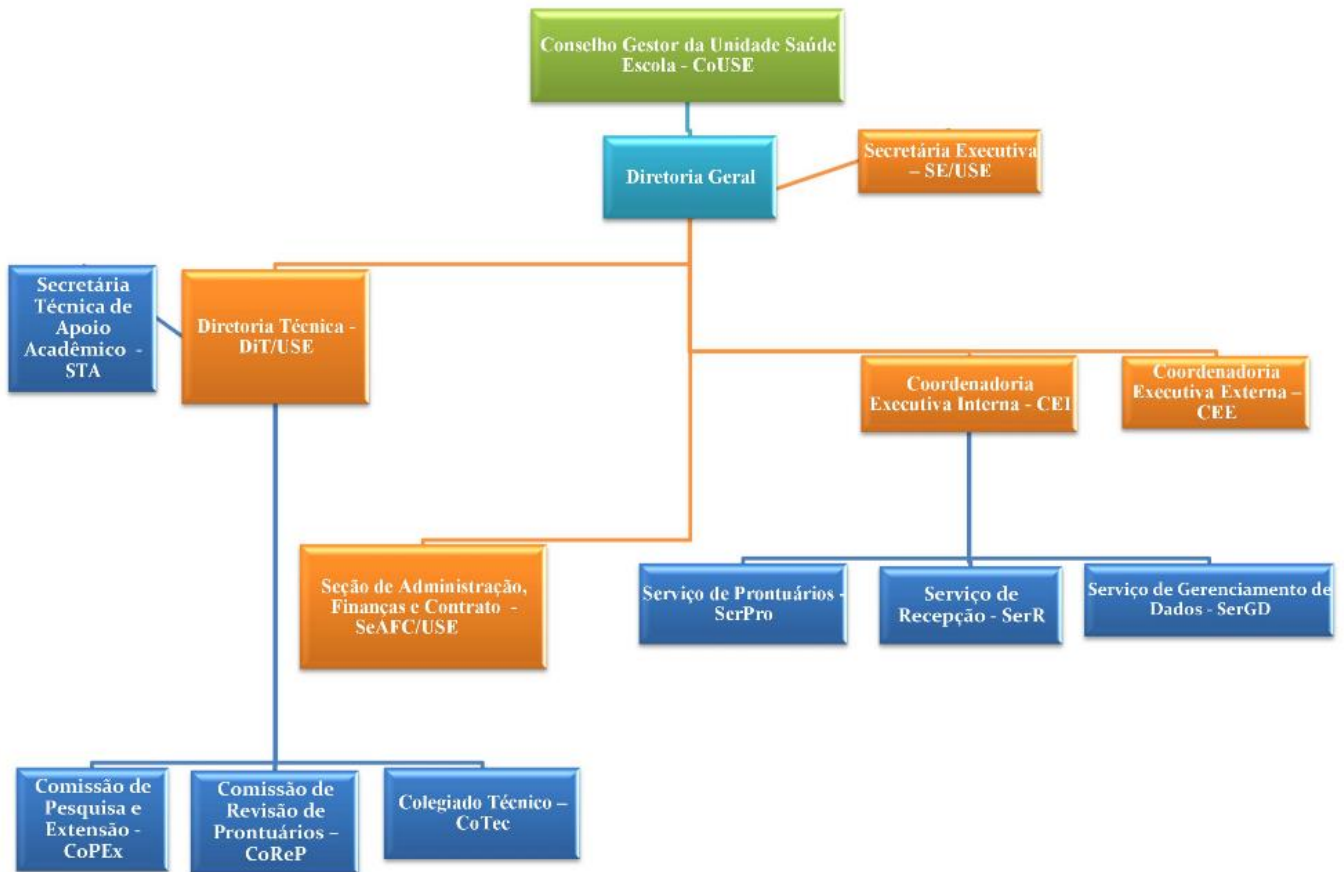 Conselho Gestor da Unidade Saúde
Escola - CoUSE
Diretoria Geral
Secretária Executiva
– SE/USE
Secretária
Técnica de
Apoio
Acadêmico -
STA
Diretoria Técnica -
DiT/USE
Coordenadoria
Executiva Interna - CEI
Coordenadoria
Executiva Externa –
CEE
Seção de Administração,
Finanças e Contrato -
SeAFC/USE
Serviço de Prontuários -
SerPro
Serviço de
Recepção - SerR
Serviço de Gerenciamento de
Dados - SerGD
Comissão de
Pesquisa e
Extensão -
CoPEx
Comissão de
Revisão de
Prontuários –
CoReP
Colegiado Técnico –
CoTec